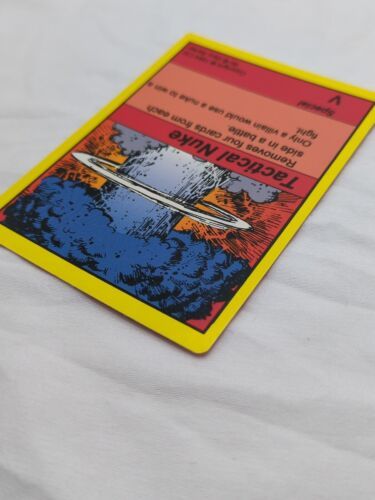 Tactical Nuke
Removes four cards from each
side in a battle.
Only a villain would use a nuke to win a
fight.
Special
V